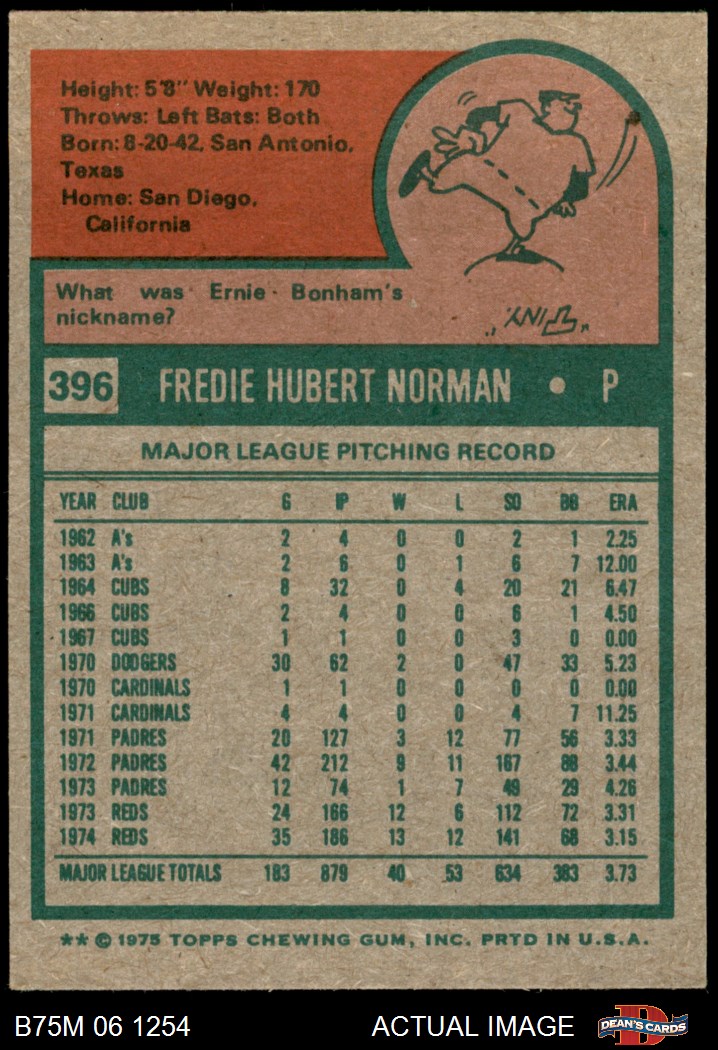 Height: 5'8" Weight: 170
Throws: Left Bats: Both
Born: 8-20-42, San Antonio,
Texas
Home: San Diego,
California
What was Ernie Bonham's
nickname?
"TINY"
396 FREDIE HUBERT NORMAN • P
MAJOR LEAGUE PITCHING RECORD
YEAR CLUB G IP W L SO BB ERA
1962 A's 2 4 0 0 2 1 2.25
1963 A's 2 6 0 1 6 7 12.00
1964 CUBS 8 32 0 4 20 21 6.47
1966 CUBS 2 4 0 0 6 1 4.50
1967 CUBS 1 1 0 0 3 0 0.00
1970 DODGERS 30 62 2 0 47 33 5.23
1970 CARDINALS 1 1 0 0 0 0 0.00
1971 CARDINALS 4 4 0 0 4 7 11.25
1971 PADRES 20 127 3 12 77 56 3.33
1972 PADRES 42 212 9 11 167 88 3.44
1973 PADRES 12 74 1 7 49 29 4.26
1973 REDS 24 166 12 6 112 72 3.31
1974 REDS 35 186 13 12 141 68 3.15
MAJOR LEAGUE TOTALS 183 879 40 53 634 383 3.73
** © 1975 TOPPS CHEWING GUM, INC. PRTD IN U.S.A.
B75M 06 1254 ACTUAL IMAGE DEAN'S CARDS